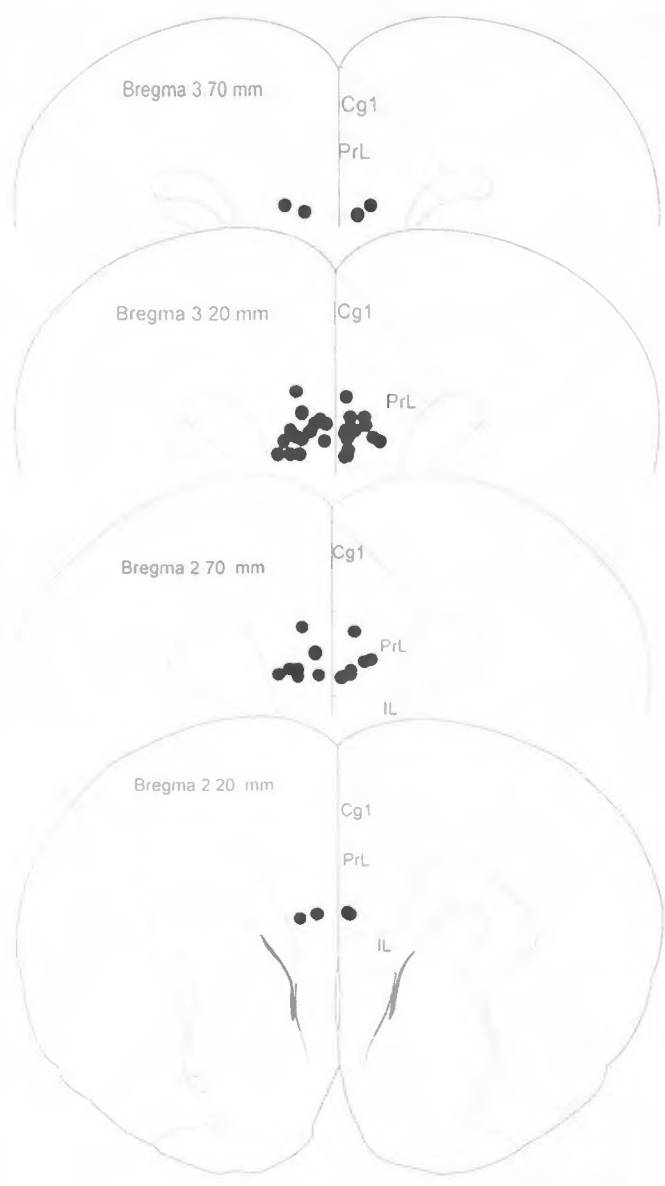 Bregma 3.70 mm
Cg1
PrL
Bregma 3 20 mm
Cg1
PrL
Bregma 2 70 mm
Cg1
PrL
IL
Bregma 2 20 mm
Cg1
PrL
IL